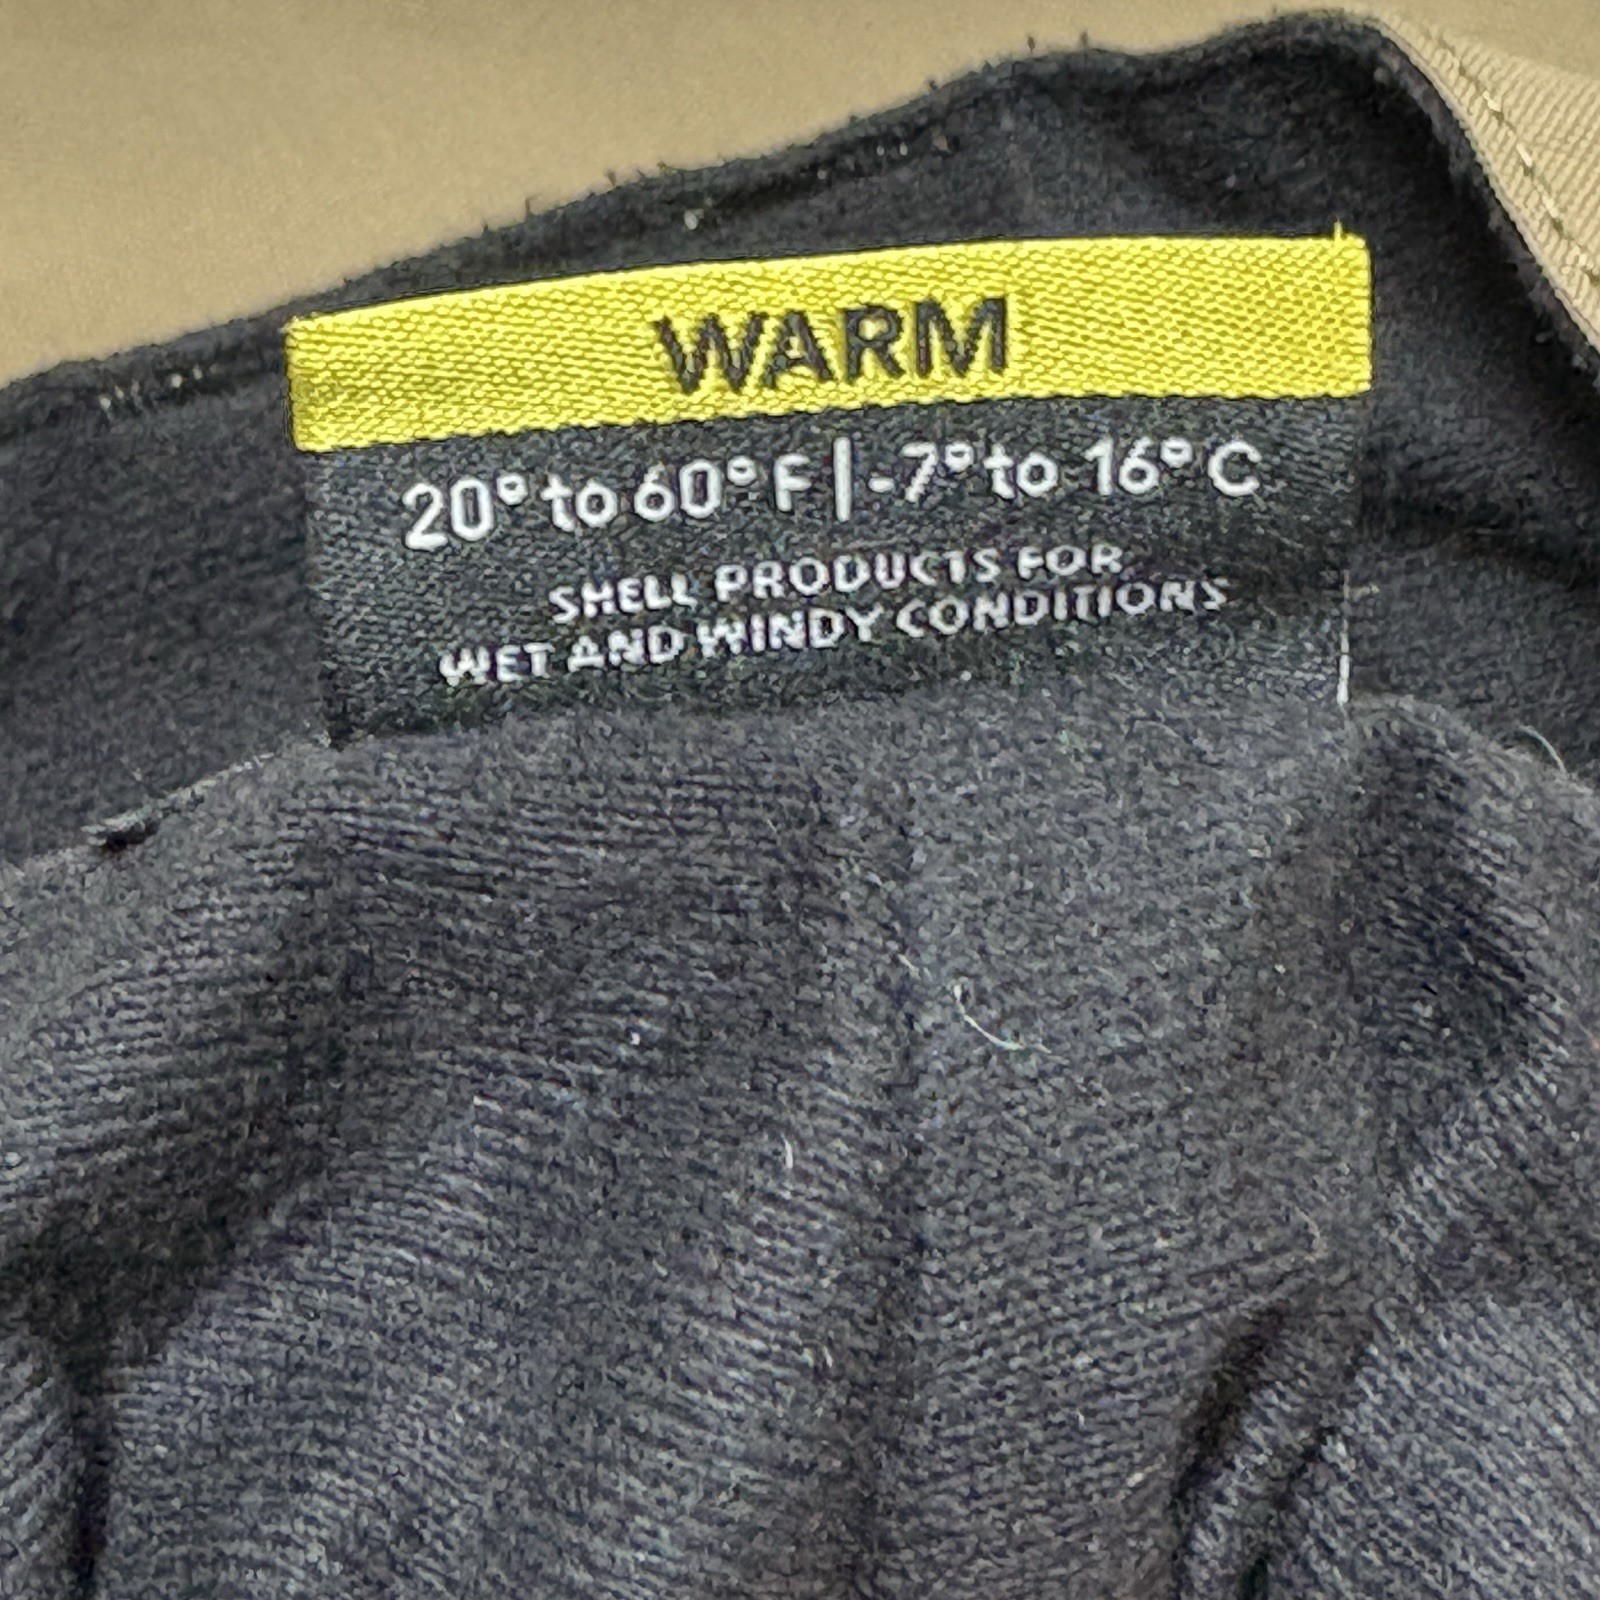 WARM
20° to 60° F | -7° to 16° C
SHELL PRODUCTS FOR
WET AND WINDY CONDITIONS